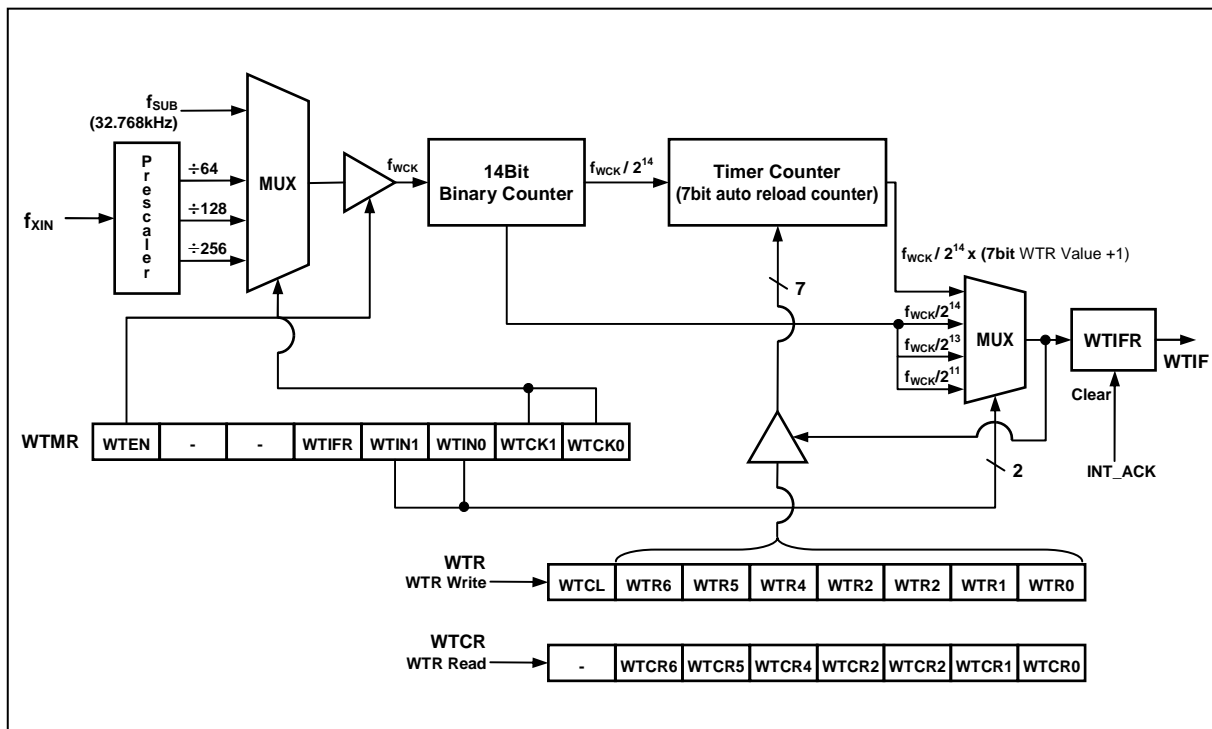 fSUB
(32.768kHz)
Prescaler
÷64
÷128
÷256
fXIN
MUX
fWCK
14Bit
Binary Counter
fWCK / 2^14
Timer Counter
(7bit auto reload counter)
fWCK / 2^14 x (7bit WTR Value +1)
7
fWCK/2^14
fWCK/2^13
fWCK/2^11
MUX
WTIFR
WTIF
Clear
INT_ACK
2
WTMR
WTEN - - WTIFR WTIN1 WTIN0 WTCK1 WTCK0
WTR
WTR Write
WTCL WTR6 WTR5 WTR4 WTR2 WTR2 WTR1 WTR0
WTCR
WTR Read
- WTCR6 WTCR5 WTCR4 WTCR2 WTCR2 WTCR1 WTCR0